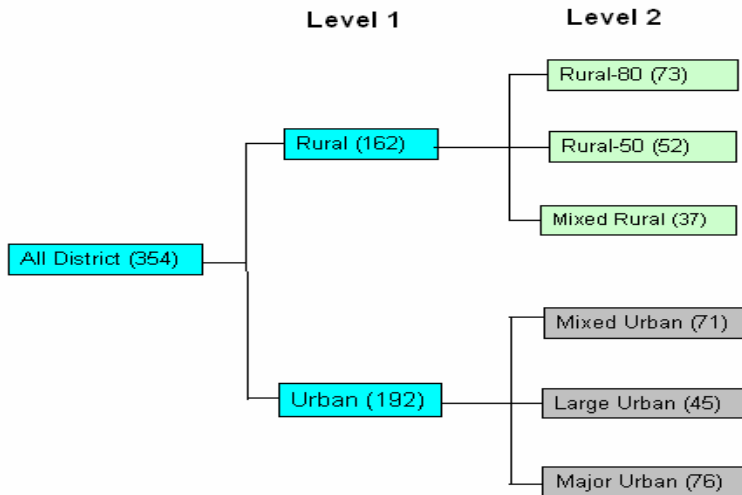 Level 1
Level 2
Rural-80 (73)
Rural (162)
Rural-50 (52)
Mixed Rural (37)
All District (354)
Mixed Urban (71)
Urban (192)
Large Urban (45)
Major Urban (76)